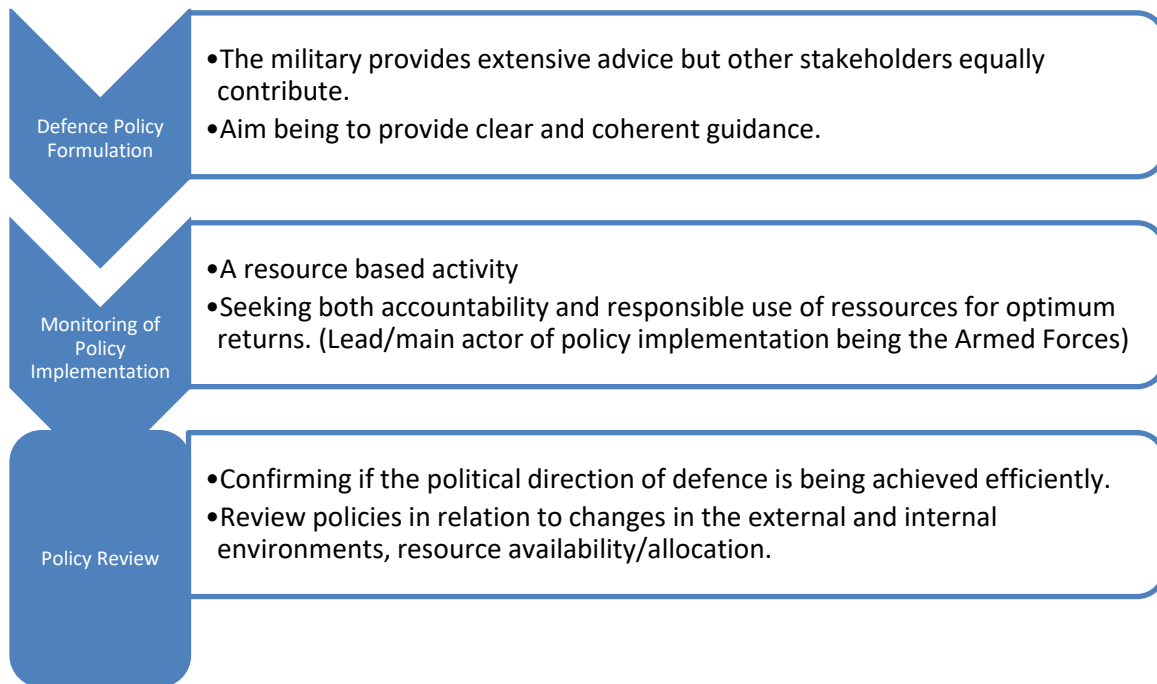 Defence Policy
Formulation
•The military provides extensive advice but other stakeholders equally
contribute.
•Aim being to provide clear and coherent guidance.
Monitoring of
Policy
Implementation
•A resource based activity
•Seeking both accountability and responsible use of ressources for optimum
returns. (Lead/main actor of policy implementation being the Armed Forces)
Policy Review
•Confirming if the political direction of defence is being achieved efficiently.
•Review policies in relation to changes in the external and internal
environments, resource availability/allocation.